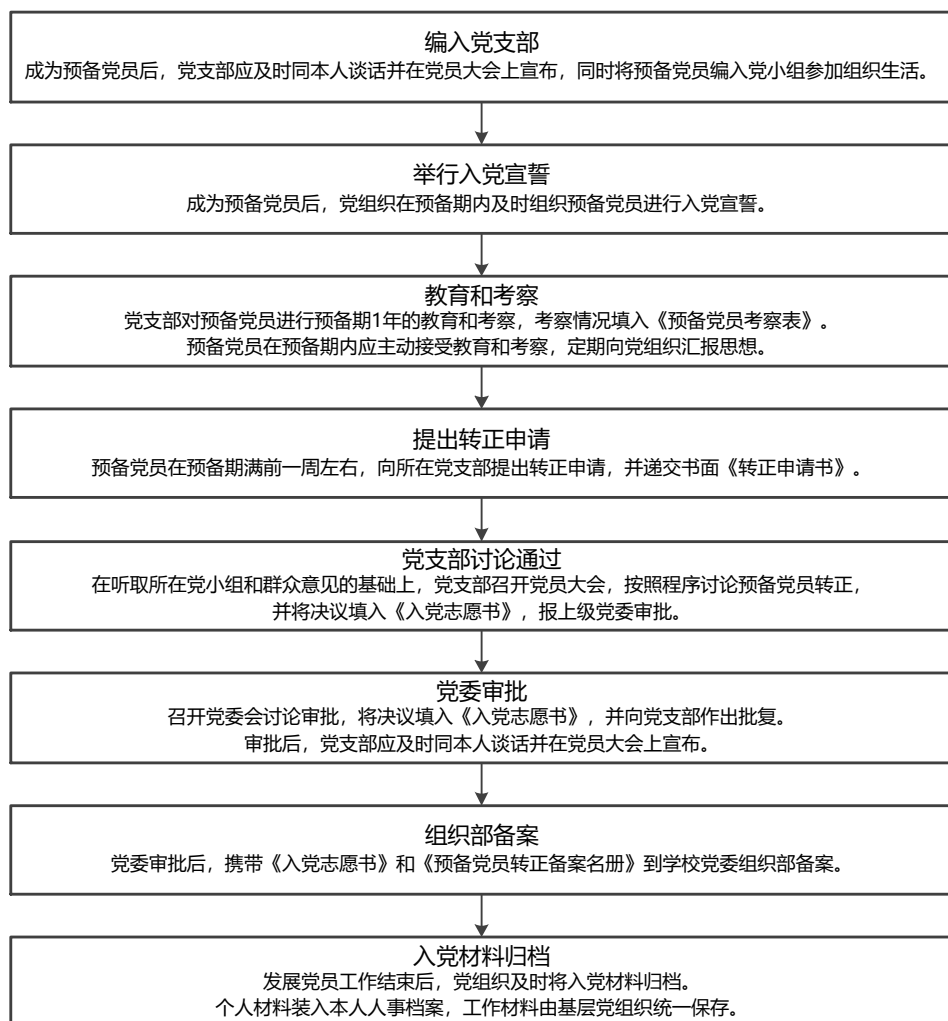 编入党支部
成为预备党员后，党支部应及时同本人谈话并在党员大会上宣布，同时将预备党员编入党小组参加组织生活。
举行入党宣誓
成为预备党员后，党组织在预备期内及时组织预备党员进行入党宣誓。
教育和考察
党支部对预备党员进行预备期1年的教育和考察，考察情况填入《预备党员考察表》。
预备党员在预备期内应主动接受教育和考察，定期向党组织汇报思想。
提出转正申请
预备党员在预备期满前一周左右，向所在党支部提出转正申请，并递交书面《转正申请书》。
党支部讨论通过
在听取所在党小组和群众意见的基础上，党支部召开党员大会，按照程序讨论预备党员转正，
并将决议填入《入党志愿书》，报上级党委审批。
党委审批
召开党委会讨论审批，将决议填入《入党志愿书》，并向党支部作出批复。
审批后，党支部应及时同本人谈话并在党员大会上宣布。
组织部备案
党委审批后，携带《入党志愿书》和《预备党员转正备案名册》到学校党委组织部备案。
入党材料归档
发展党员工作结束后，党组织及时将入党材料归档。
个人材料装入本人人事档案，工作材料由基层党组织统一保存。